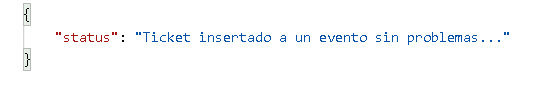 {
"status": "Ticket insertado a un evento sin problemas..."
}